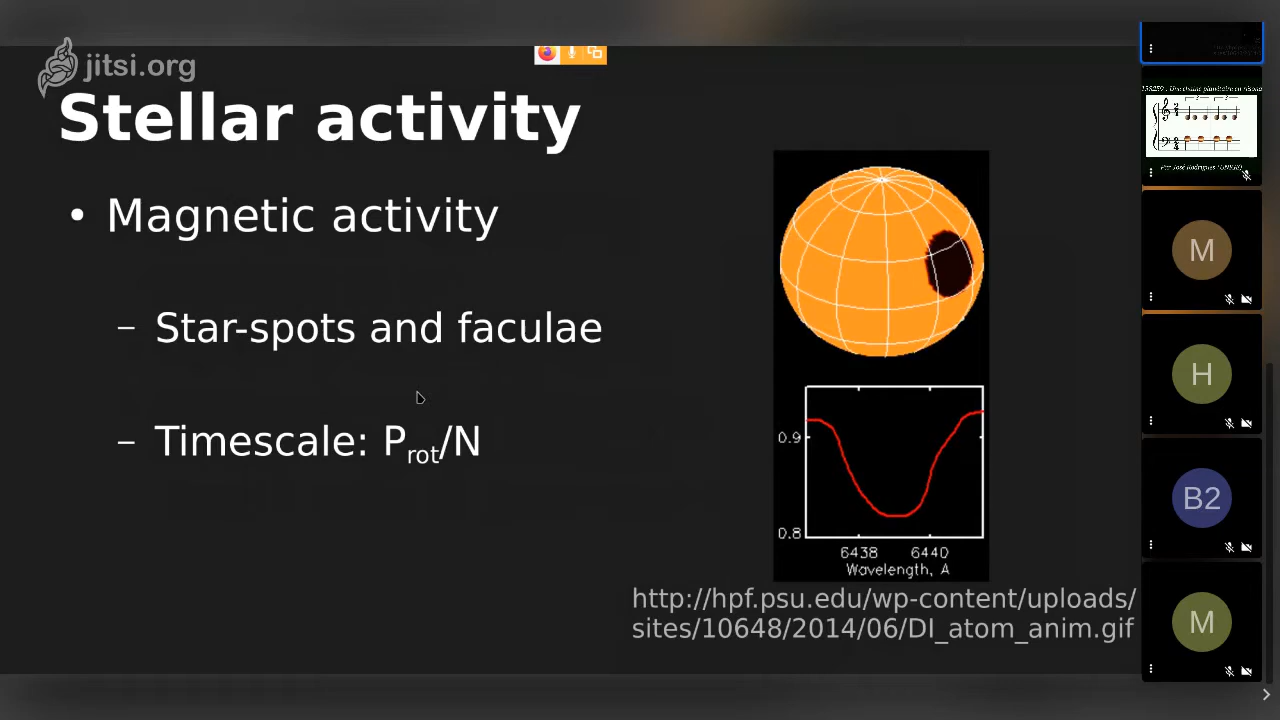 jitsi.org
Stellar activity
• Magnetic activity
– Star-spots and faculae
– Timescale: Prot/N
0.9
0.8
6438 6440
Wavelength, A
http://hpf.psu.edu/wp-content/uploads/
sites/10648/2014/06/DI_atom_anim.gif
M
H
B2
M